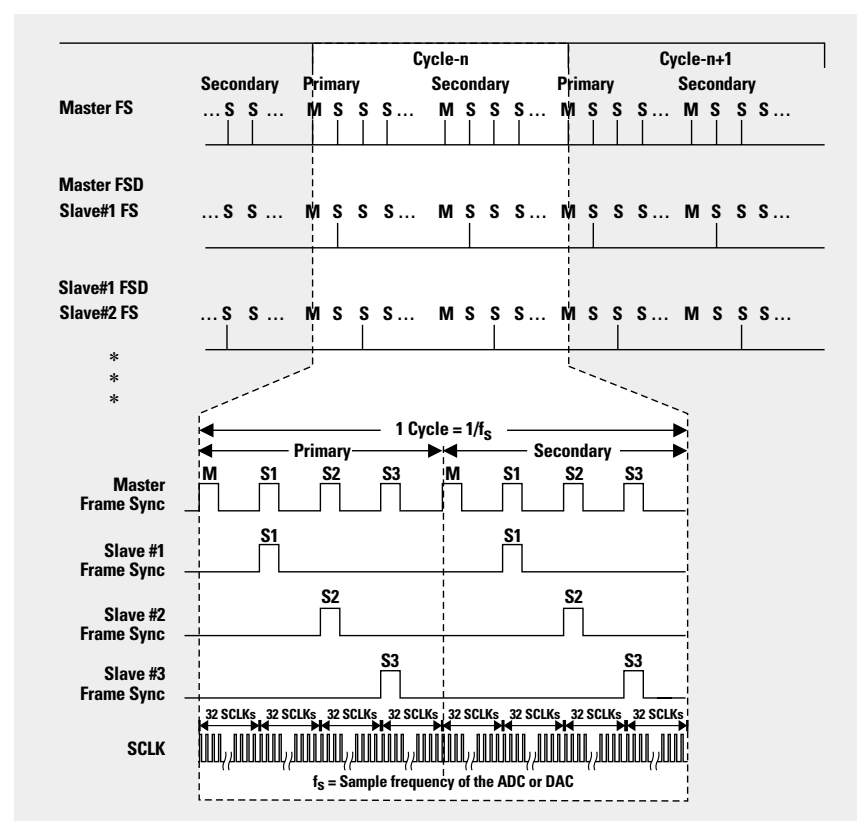 Cycle-n Cycle-n+1
Secondary Primary Secondary Primary Secondary
Master FS ... S S ... M S S S ... M S S S ... M S S S ... M S S S ...
Master FSD
Slave#1 FS ... S S ... M S S S ... M S S S ... M S S S ... M S S S ...
Slave#1 FSD
Slave#2 FS ... S S ... M S S S ... M S S S ... M S S S ... M S S S ...
*
*
*
1 Cycle = 1/fS
Primary Secondary
M S1 S2 S3 M S1 S2 S3
Master
Frame Sync
S1 S1
Slave #1
Frame Sync
S2 S2
Slave #2
Frame Sync
S3 S3
Slave #3
Frame Sync
32 SCLKs 32 SCLKs 32 SCLKs 32 SCLKs 32 SCLKs 32 SCLKs 32 SCLKs 32 SCLKs
SCLK
fS = Sample frequency of the ADC or DAC